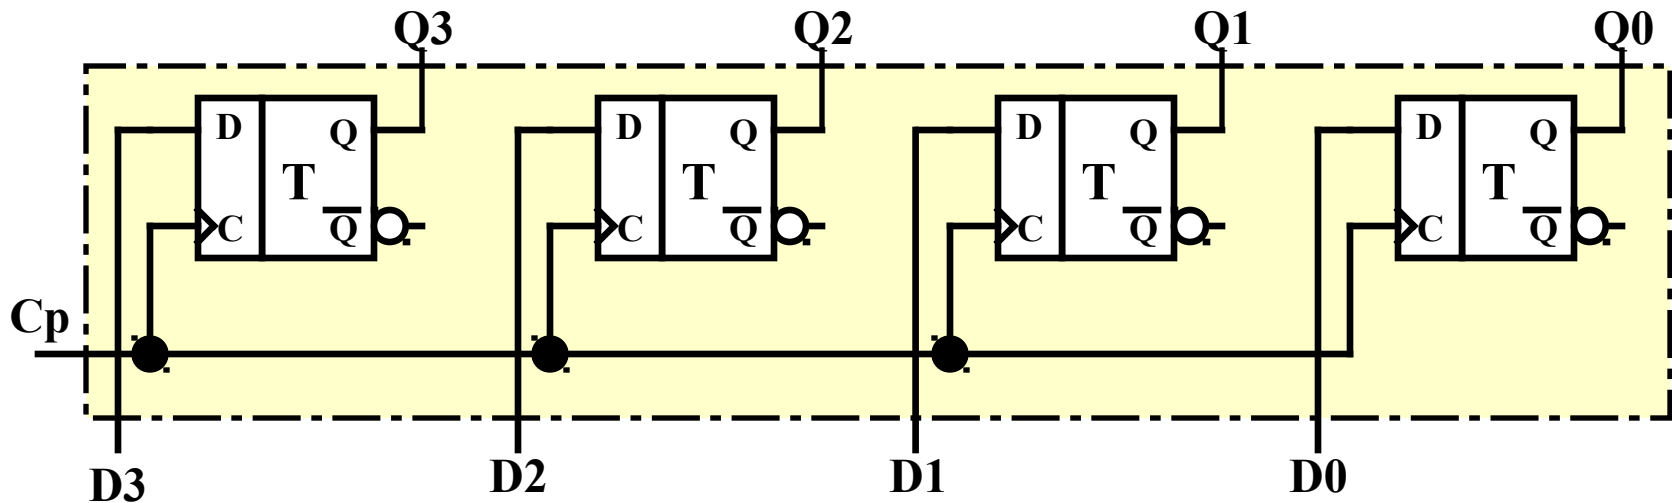 Q3 Q2 Q1 Q0
D Q D Q D Q D Q
T T T T
C Q̅ C Q̅ C Q̅ C Q̅
Cp
D3 D2 D1 D0